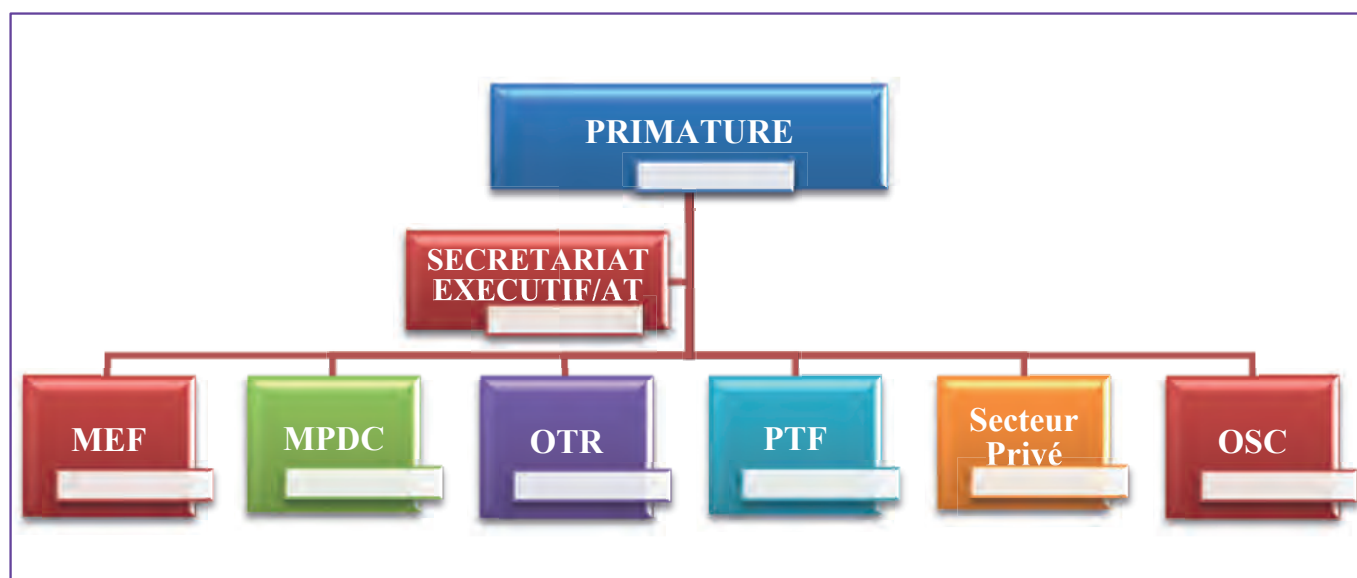 PRIMATURE
SECRETARIAT
EXECUTIF/AT
MEF
MPDC
OTR
PTF
Secteur
Privé
OSC